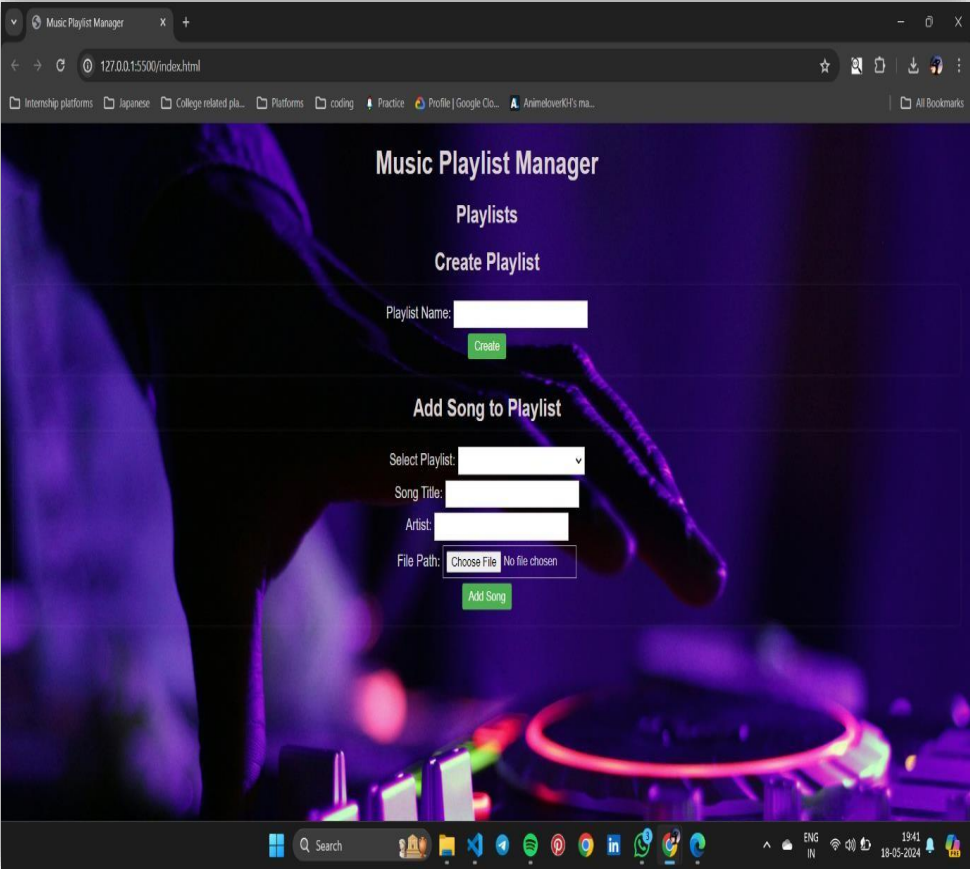 Music Playlist Manager
127.0.0.1:5500/index.html
Internship platforms Japanese College related pla... Platforms coding Practice Profile | Google Clo... AnimeloverKH's ma... All Bookmarks
Music Playlist Manager
Playlists
Create Playlist
Playlist Name:
Create
Add Song to Playlist
Select Playlist:
Song Title:
Artist:
File Path: Choose File No file chosen
Add Song
Search
ENG
IN
19:41
18-05-2024